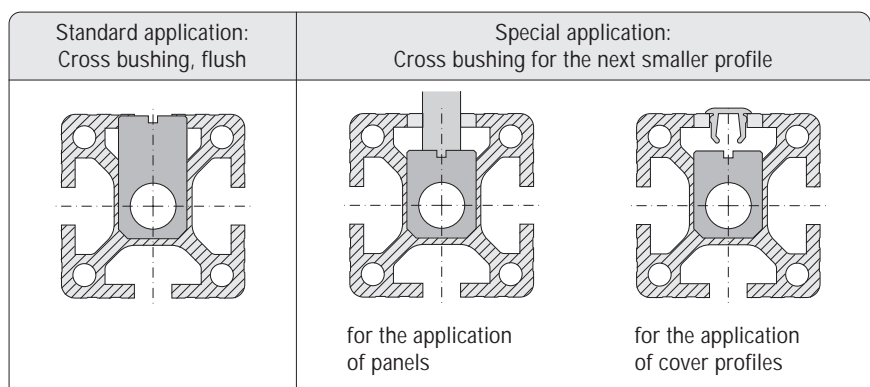 Standard application:
Cross bushing, flush
Special application:
Cross bushing for the next smaller profile
for the application
of panels
for the application
of cover profiles